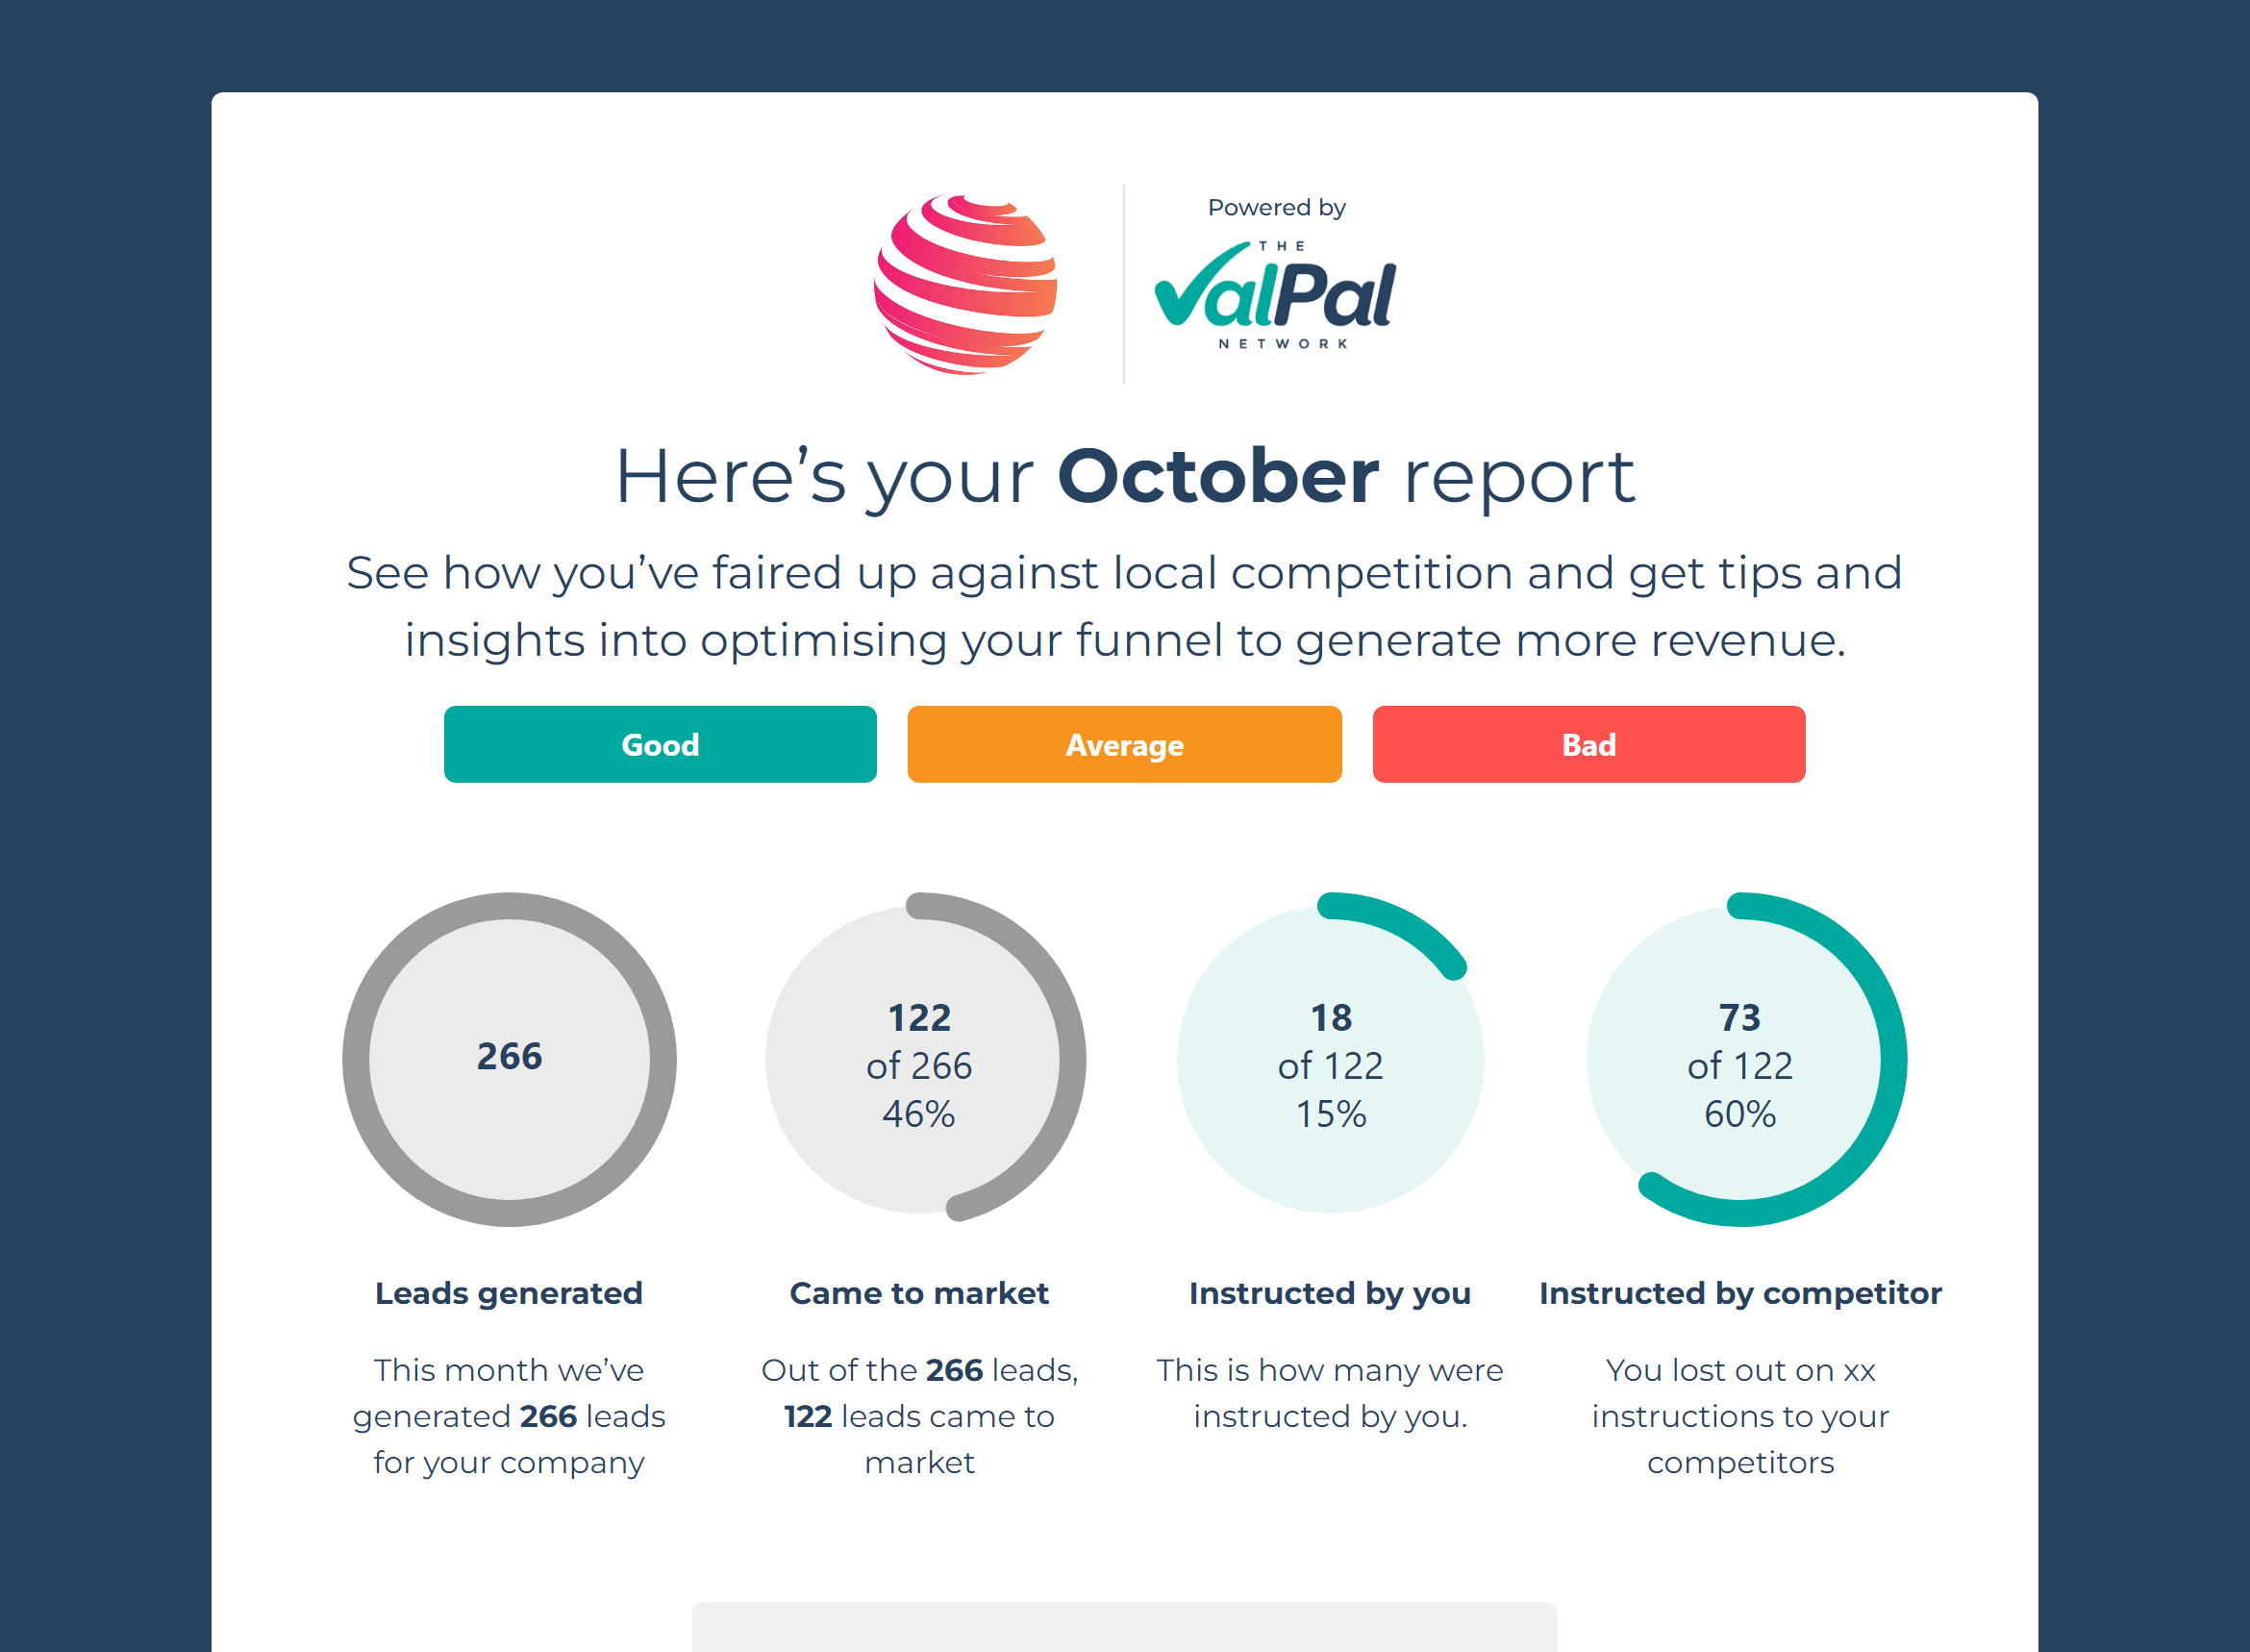 Powered by
THE
ValPal
NETWORK
Here’s your October report
See how you’ve faired up against local competition and get tips and
insights into optimising your funnel to generate more revenue.
Good
Average
Bad
266
Leads generated
This month we’ve
generated 266 leads
for your company
122
of 266
46%
Came to market
Out of the 266 leads,
122 leads came to
market
18
of 122
15%
Instructed by you
This is how many were
instructed by you.
73
of 122
60%
Instructed by competitor
You lost out on xx
instructions to your
competitors